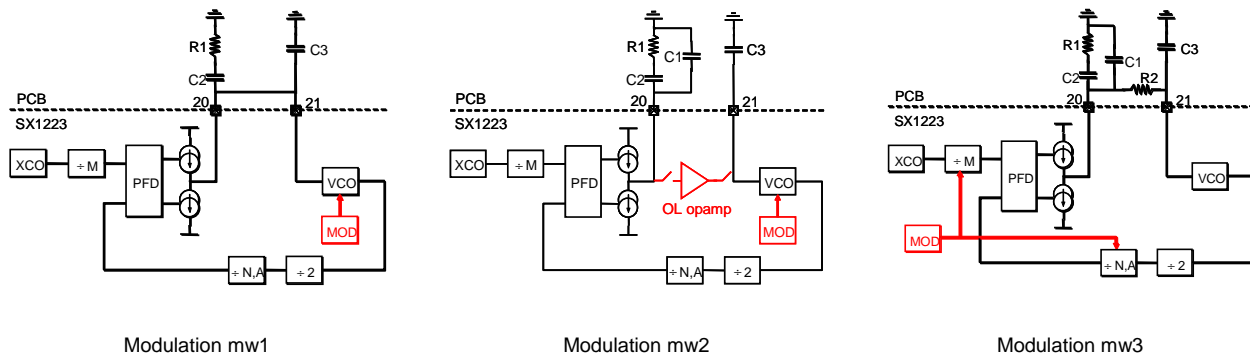 R1
C2
C3
PCB
20
21
SX1223
XCO
÷ M
PFD
VCO
MOD
÷ N,A
÷ 2
Modulation mw1
R1
C1
C2
C3
PCB
20
21
SX1223
XCO
÷ M
PFD
OL opamp
VCO
MOD
÷ N,A
÷ 2
Modulation mw2
R1
C1
C2
C3
R2
PCB
20
21
SX1223
XCO
÷ M
PFD
VCO
MOD
÷ N,A
÷ 2
Modulation mw3